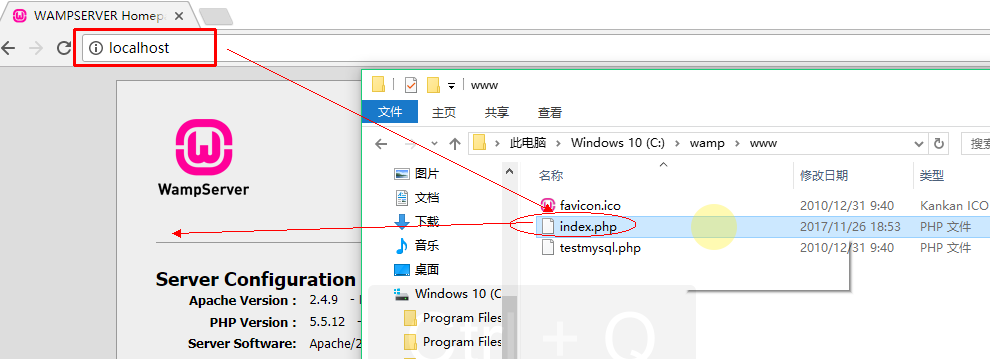 WAMPSERVER Homep
localhost
www
文件 主页 共享 查看
此电脑 Windows 10 (C:) wamp www
搜索
名称 修改日期 类型
图片
文档
下载
音乐
桌面
Windows 10 (C
Program Files
Program Files
favicon.ico 2010/12/31 9:40 Kankan ICO
index.php 2017/11/26 18:53 PHP 文件
testmysql.php 2010/12/31 9:40 PHP 文件
WampServer
Server Configuration
Apache Version : 2.4.9 -
PHP Version : 5.5.12 -
Server Software: Apache/2
Ctrl + Q